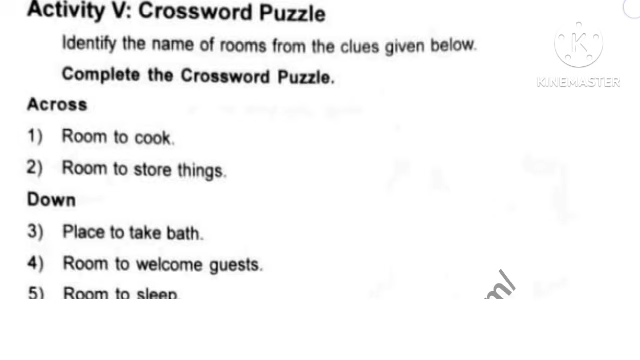 Activity V: Crossword Puzzle
Identify the name of rooms from the clues given below.
Complete the Crossword Puzzle.
Across
1) Room to cook.
2) Room to store things.
Down
3) Place to take bath.
4) Room to welcome guests.
5) Room to sleep.
K
KINEMASTER
m/